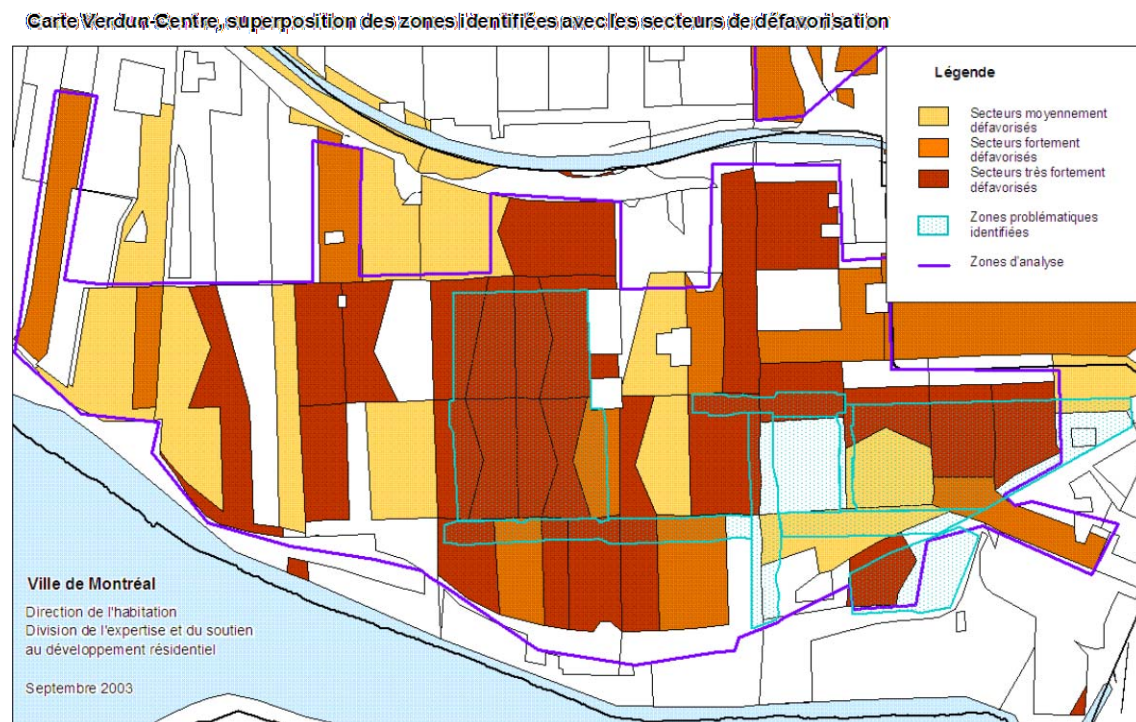 Carte Verdun-Centre, superposition des zones identifiées avec les secteurs de défavorisation
Légende
Secteurs moyennement
défavorisés
Secteurs fortement
défavorisés
Secteurs très fortement
défavorisés
Zones problématiques
identifiées
Zones d'analyse
Ville de Montréal
Direction de l'habitation
Division de l'expertise et du soutien
au développement résidentiel
Septembre 2003